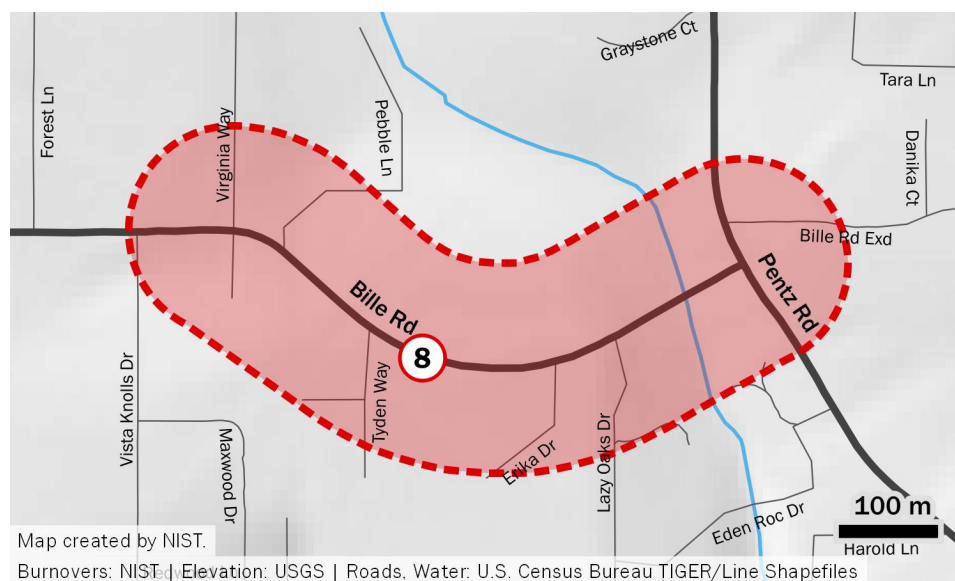 Graystone Ct
Tara Ln
Forest Ln
Virginia Way
Pebble Ln
Danika Ct
Bille Rd Exd
Pentz Rd
Bille Rd
8
Vista Knolls Dr
Tyden Way
Maxwood Dr
Erika Dr
Lazy Oaks Dr
Eden Roc Dr
100 m
Harold Ln
Map created by NIST.
Burnovers: NIST | Elevation: USGS | Roads, Water: U.S. Census Bureau TIGER/Line Shapefiles